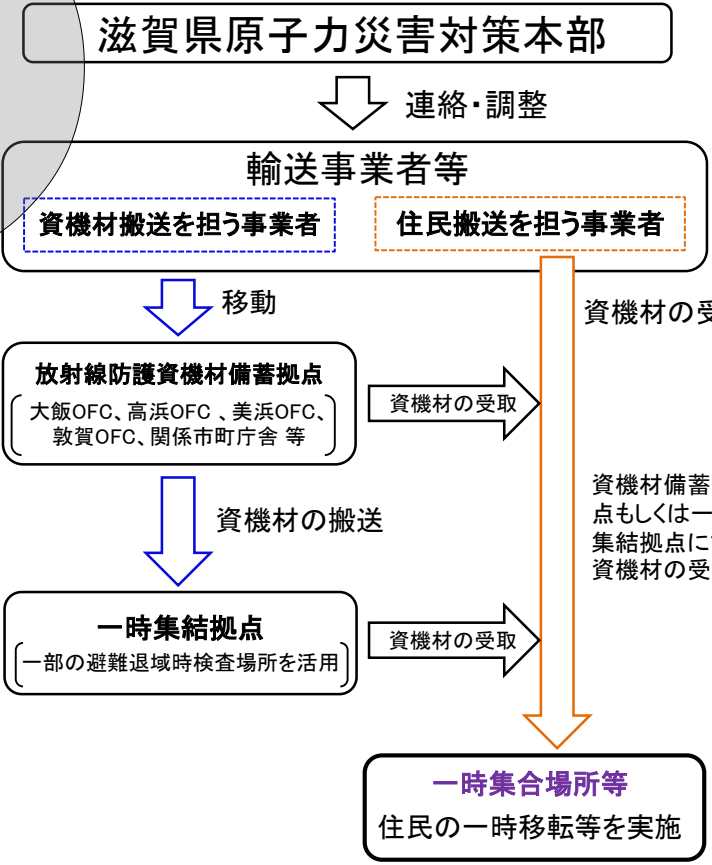 滋賀県原子力災害対策本部
連絡・調整
輸送事業者等
資機材搬送を担う事業者
住民搬送を担う事業者
移動
資機材の受
放射線防護資機材備蓄拠点
大飯OFC、高浜OFC 、美浜OFC、
敦賀OFC、関係市町庁舎 等
資機材の受取
資機材備蓄
点もしくは一
集結拠点に
資機材の受
資機材の搬送
一時集結拠点
一部の避難退域時検査場所を活用
資機材の受取
一時集合場所等
住民の一時移転等を実施